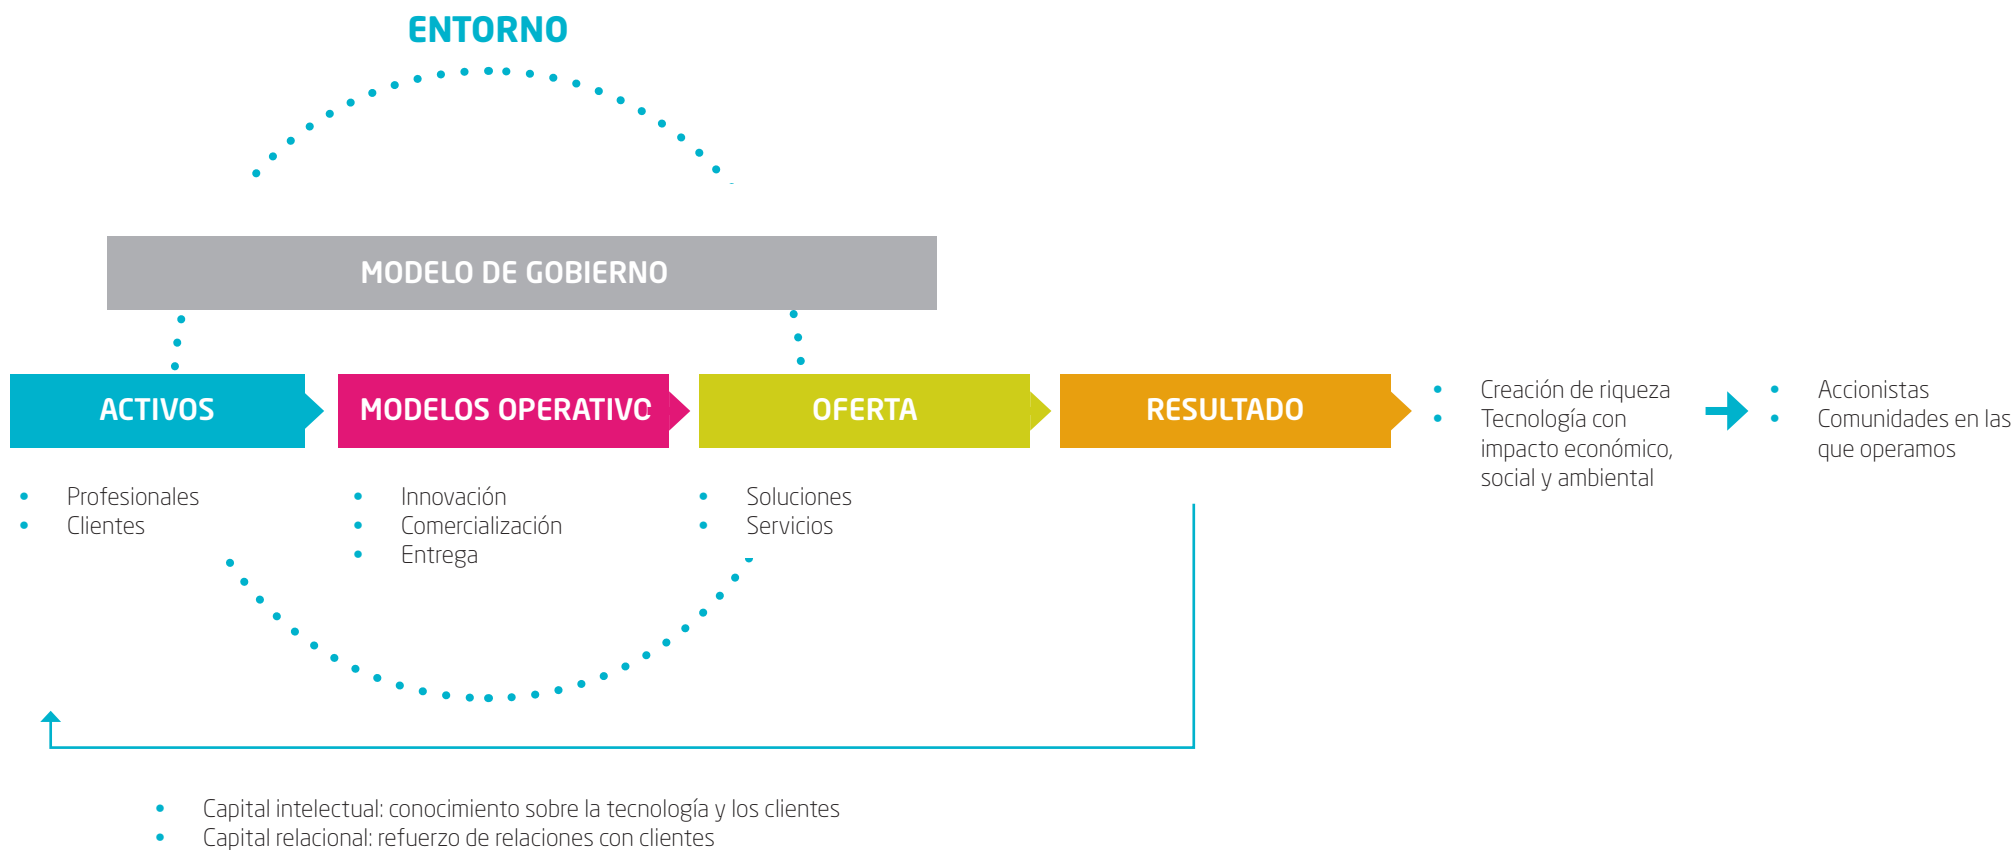 ENTORNO
MODELO DE GOBIERNO
ACTIVOS
MODELOS OPERATIVO
OFERTA
RESULTADO
• Profesionales
• Clientes
• Innovación
• Comercialización
• Entrega
• Soluciones
• Servicios
• Creación de riqueza
• Tecnología con
impacto económico,
social y ambiental
• Accionistas
• Comunidades en las
que operamos
• Capital intelectual: conocimiento sobre la tecnología y los clientes
• Capital relacional: refuerzo de relaciones con clientes